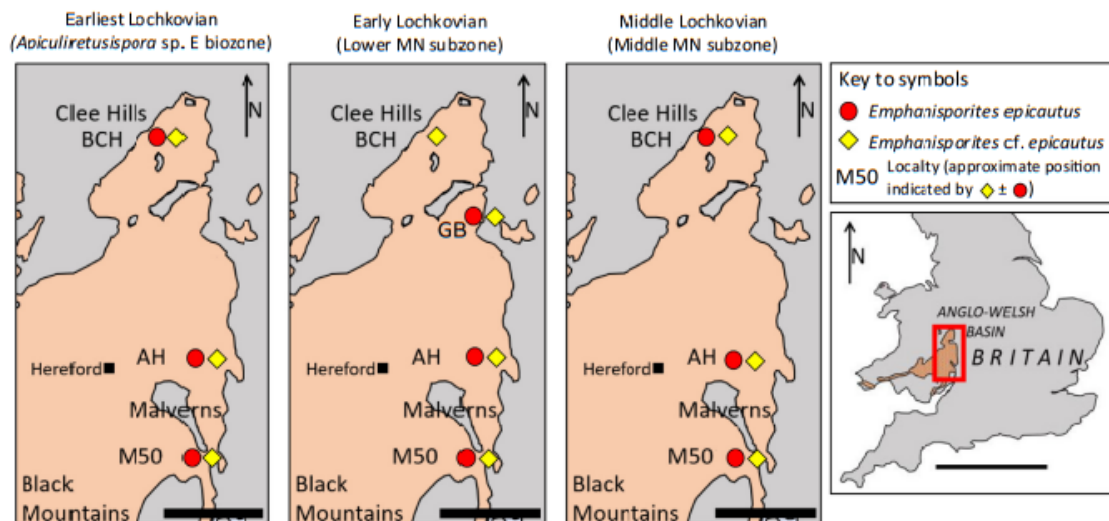 Earliest Lochkovian
(Apiculiretusispora sp. E biozone)
Clee Hills
BCH
N
AH
Hereford
Malverns
M50
Black
Mountains
Early Lochkovian
(Lower MN subzone)
Clee Hills
BCH
N
GB
AH
Hereford
Malverns
M50
Black
Mountains
Middle Lochkovian
(Middle MN subzone)
Clee Hills
BCH
N
AH
Hereford
Malverns
M50
Black
Mountains
Key to symbols
Emphanisporites epicautus
Emphanisporites cf. epicautus
M50 Locality (approximate position
indicated by ± )
N
ANGLO-WELSH
BASIN
BRITAIN